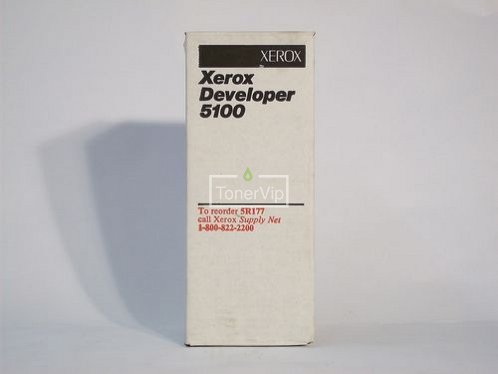 XEROX
Xerox
Developer
5100
TonerVip
To reorder 5R177
call Xerox Supply Net
1-800-822-2200